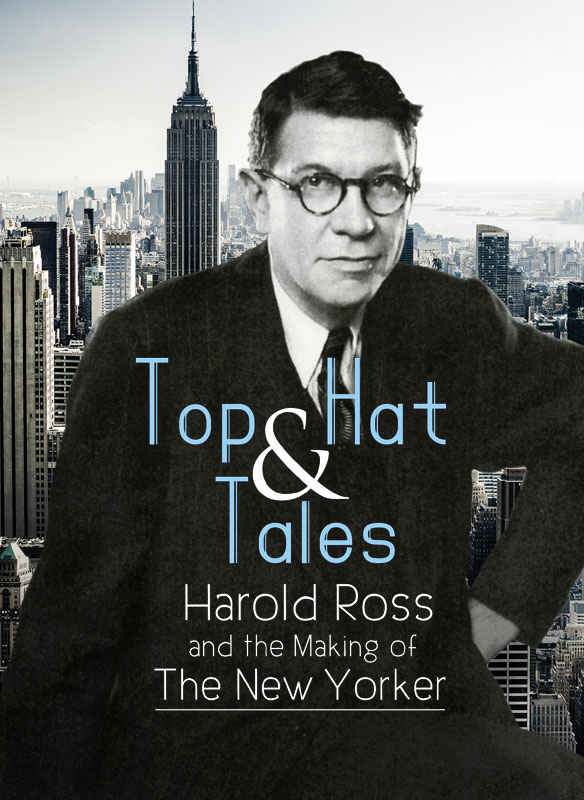 Top Hat
&
Tales
Harold Ross
and the Making of
The New Yorker